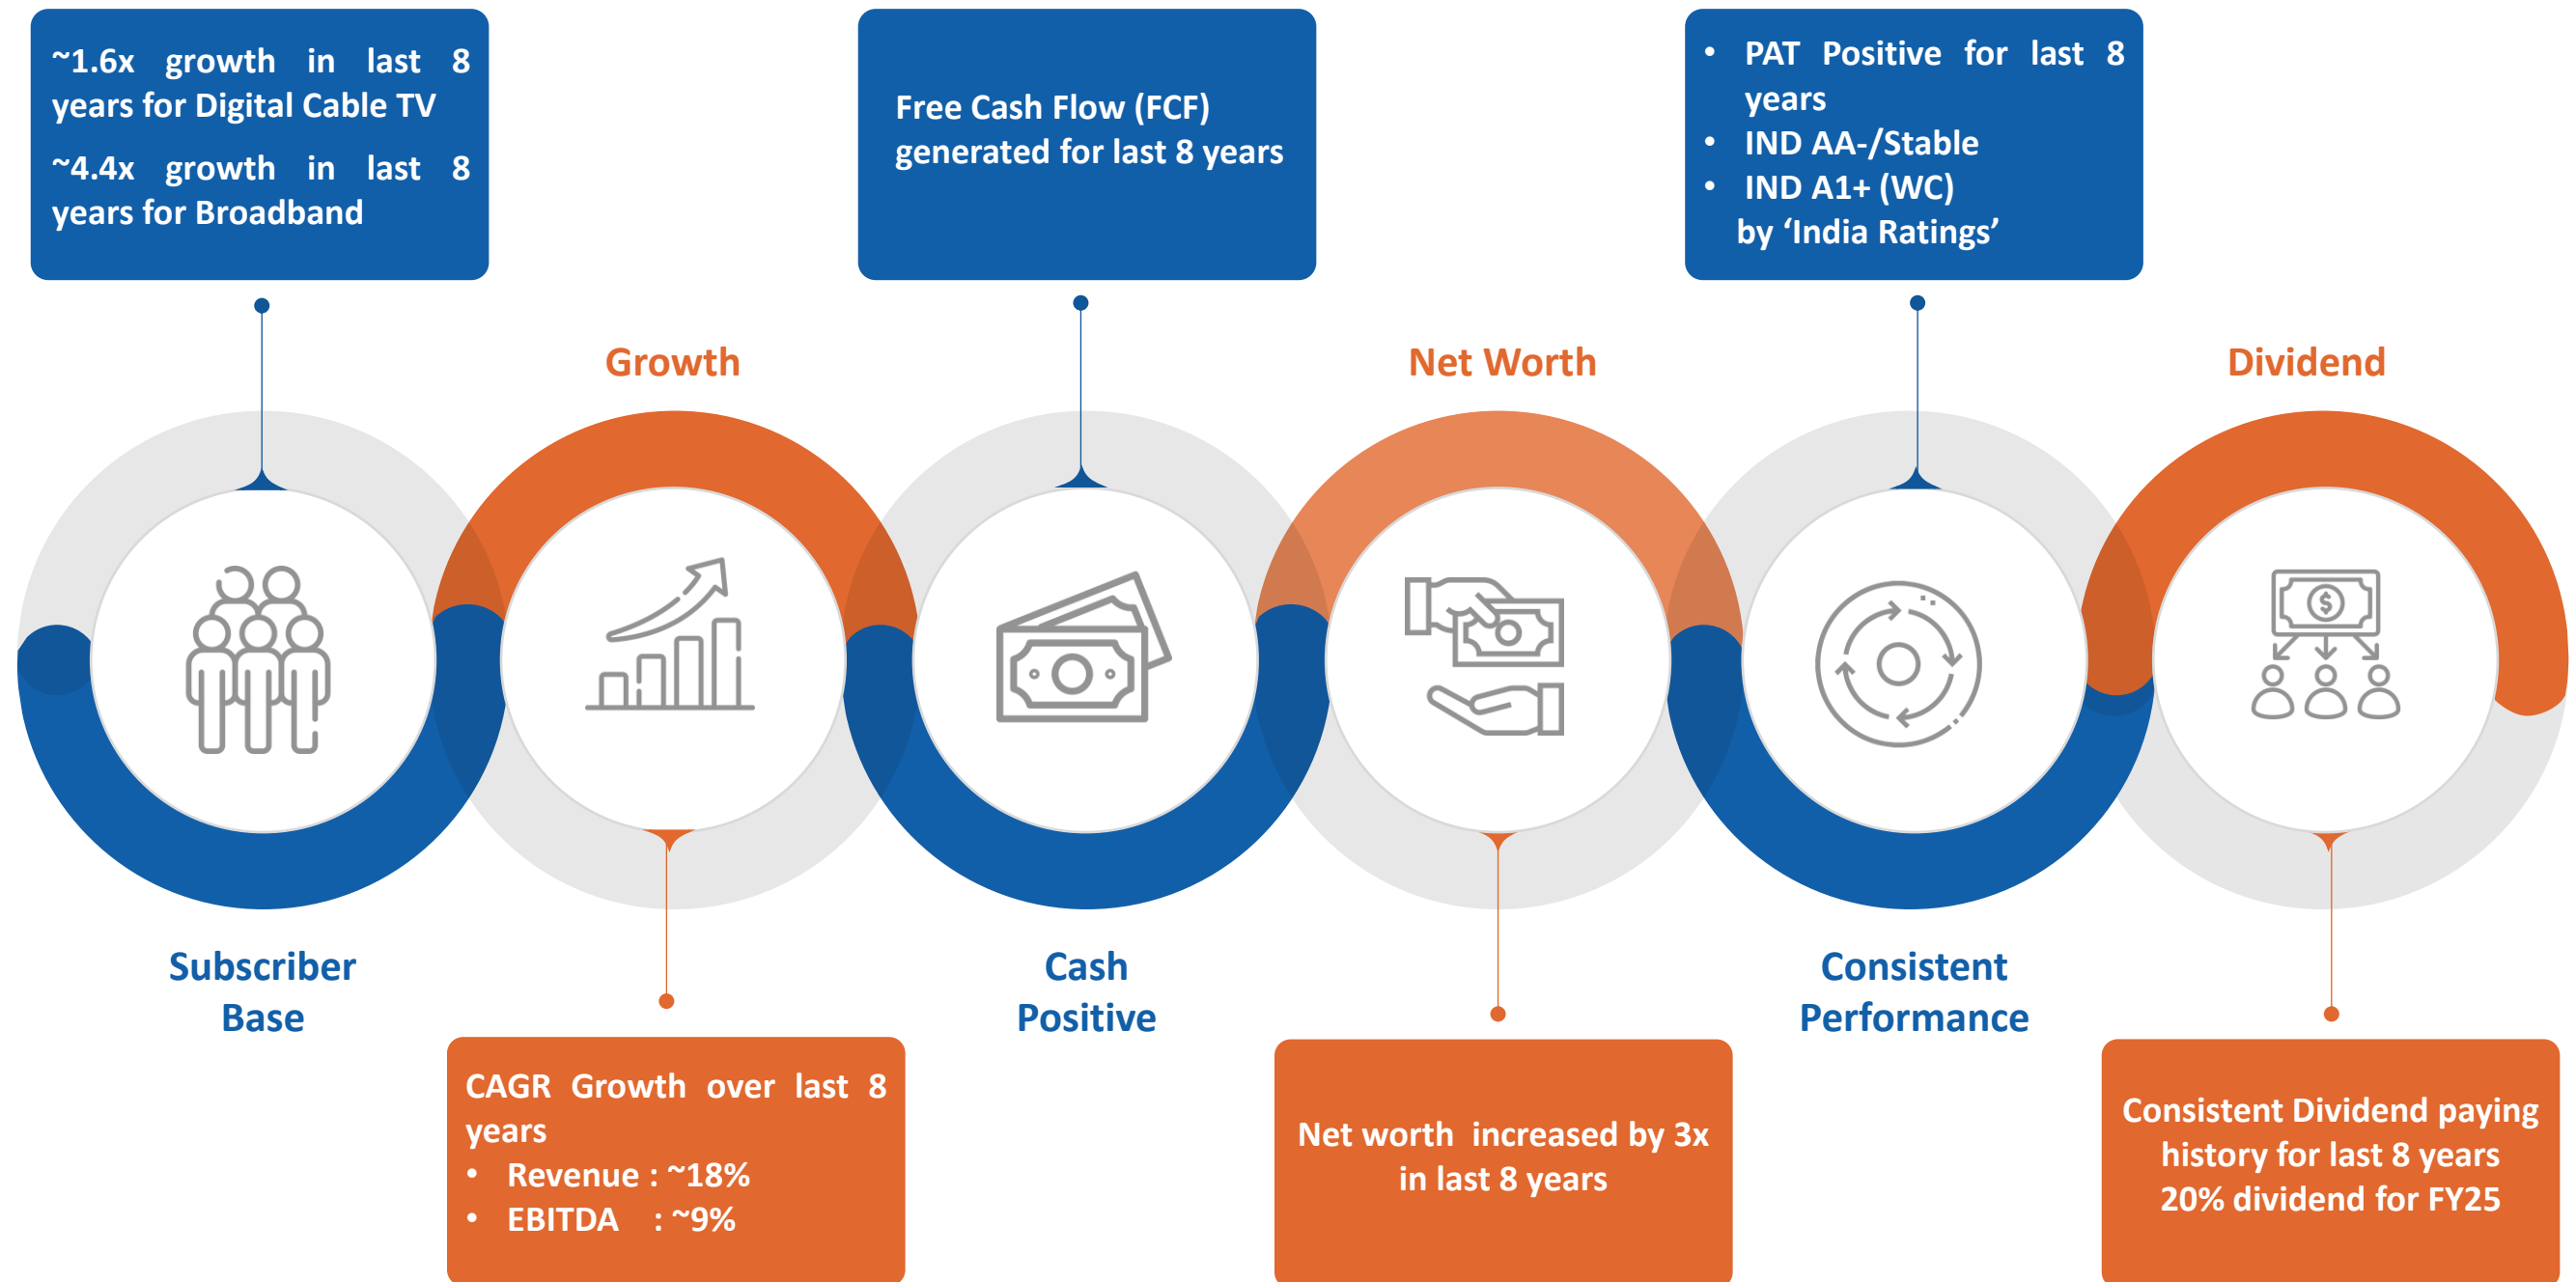 ~1.6x growth in last 8
years for Digital Cable TV
~4.4x growth in last 8
years for Broadband
Subscriber
Base
Growth
CAGR Growth over last 8
years
• Revenue : ~18%
• EBITDA : ~9%
Free Cash Flow (FCF)
generated for last 8 years
Cash
Positive
Net Worth
Net worth increased by 3x
in last 8 years
• PAT Positive for last 8
years
• IND AA-/Stable
• IND A1+ (WC)
by ‘India Ratings’
Consistent
Performance
Dividend
$
Consistent Dividend paying
history for last 8 years
20% dividend for FY25